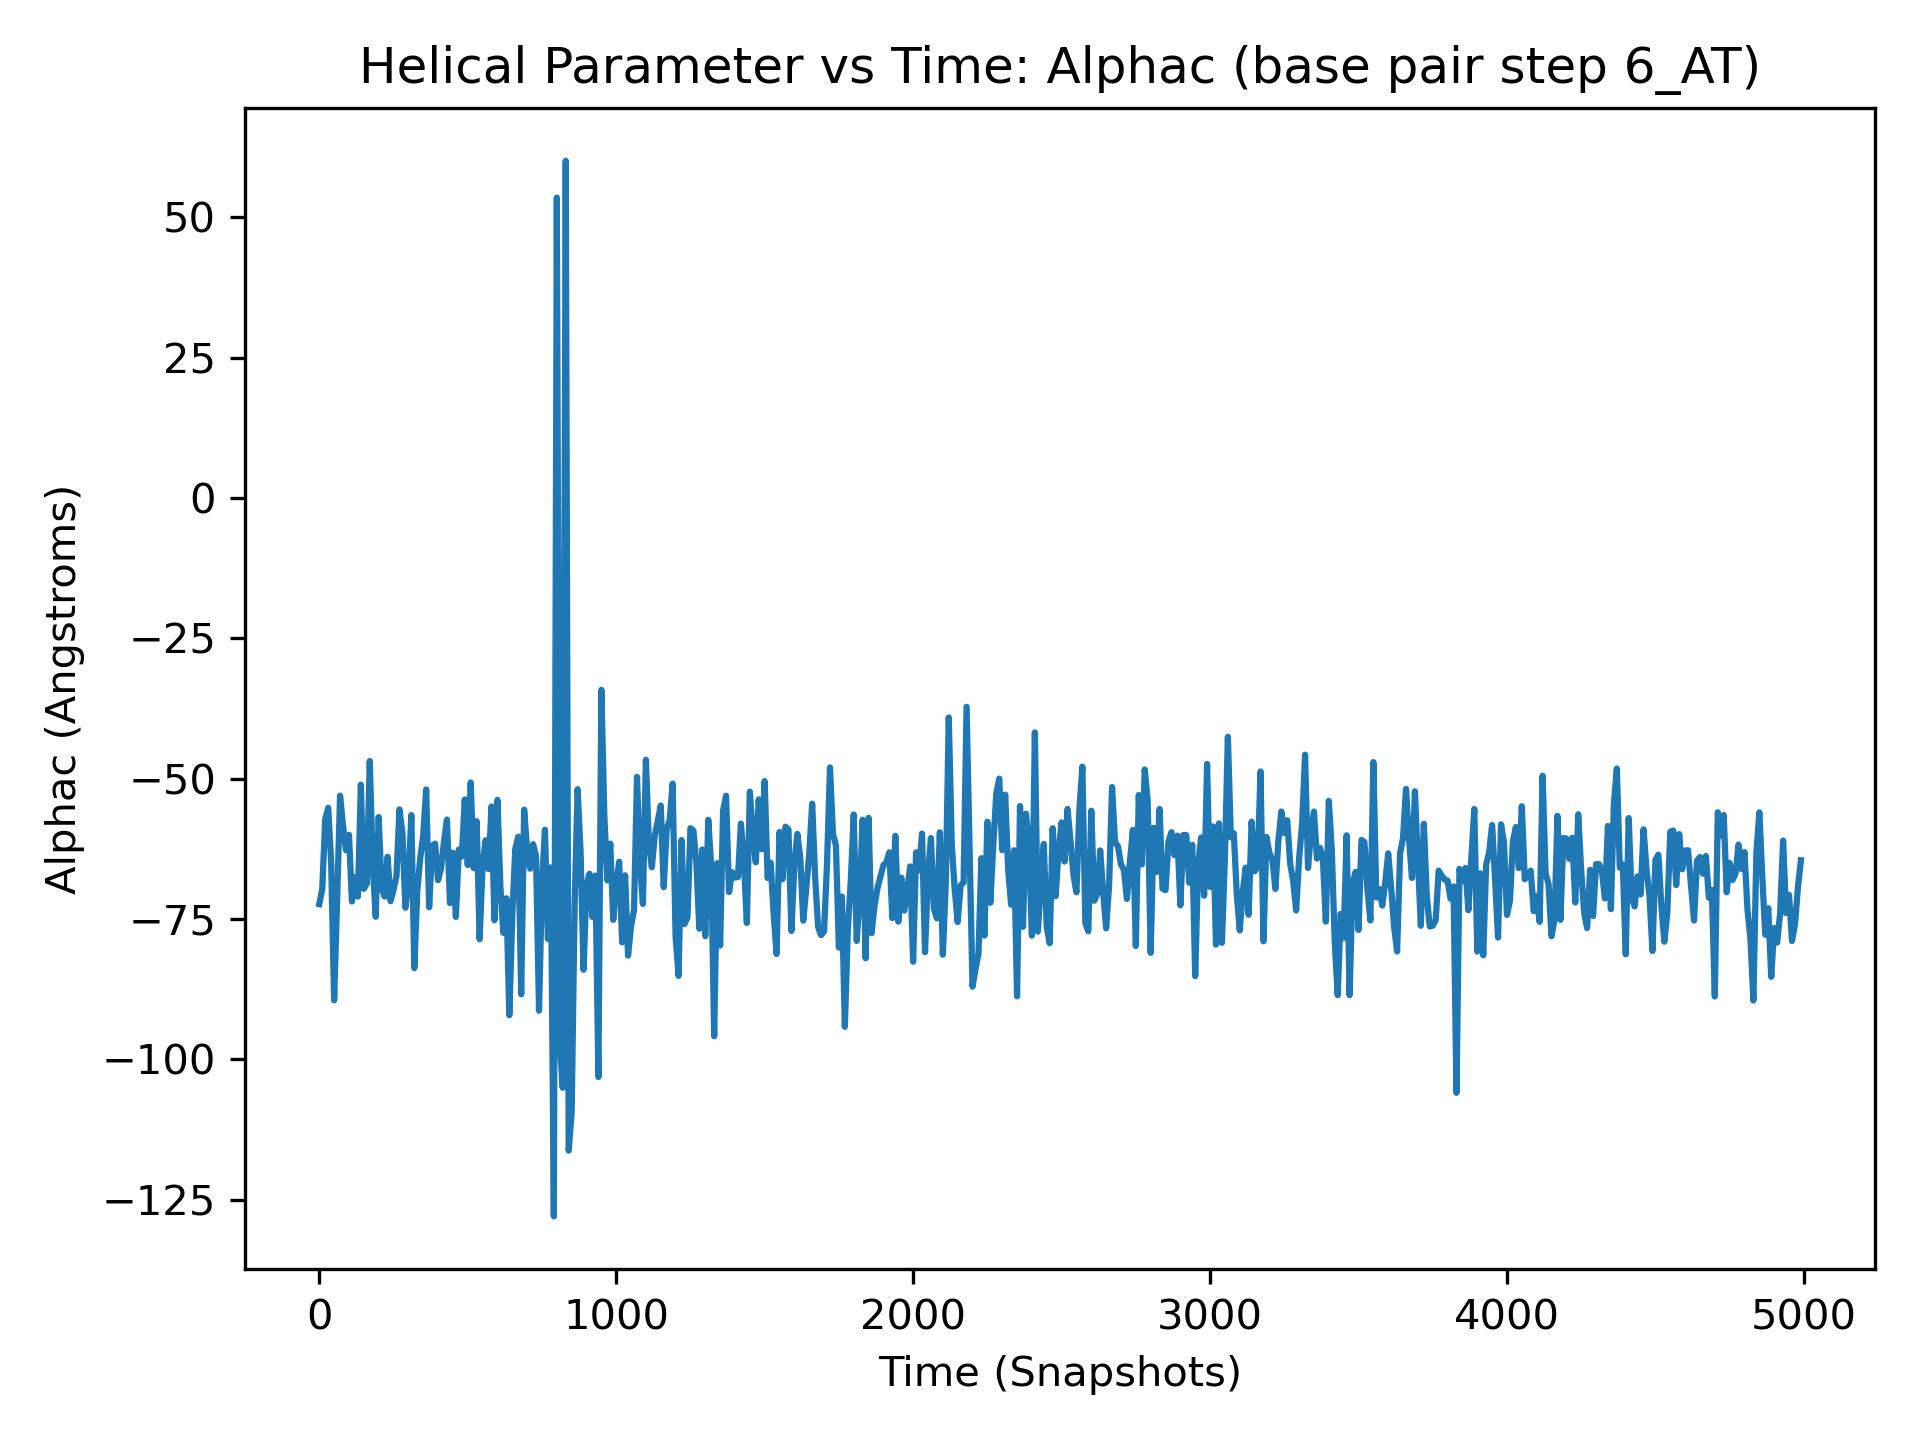 Helical Parameter vs Time: Alphac (base pair step 6_AT)
Alphac (Angstroms)
50
25
0
−25
−50
−75
−100
−125
0 1000 2000 3000 4000 5000
Time (Snapshots)